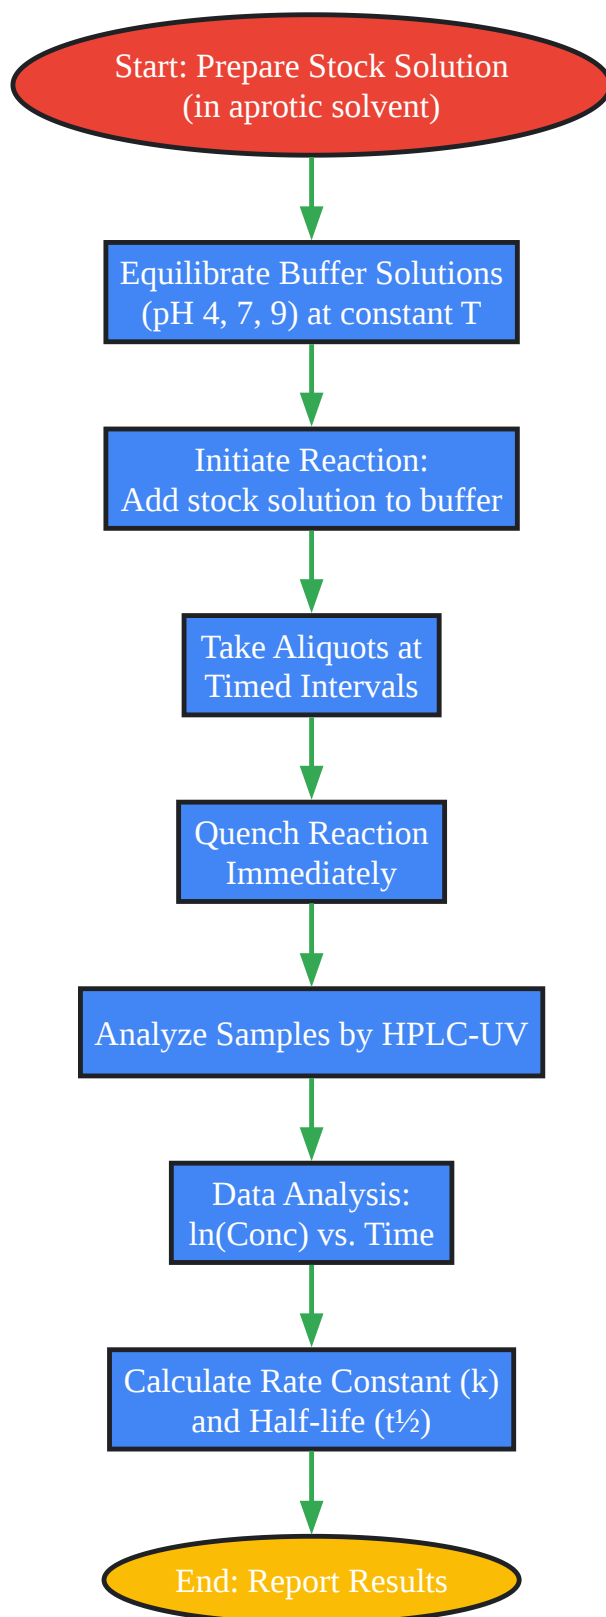 Start: Prepare Stock Solution
(in aprotic solvent)
Equilibrate Buffer Solutions
(pH 4, 7, 9) at constant T
Initiate Reaction:
Add stock solution to buffer
Take Aliquots at
Timed Intervals
Quench Reaction
Immediately
Analyze Samples by HPLC-UV
Data Analysis:
ln(Conc) vs. Time
Calculate Rate Constant (k)
and Half-life (t½)
End: Report Results